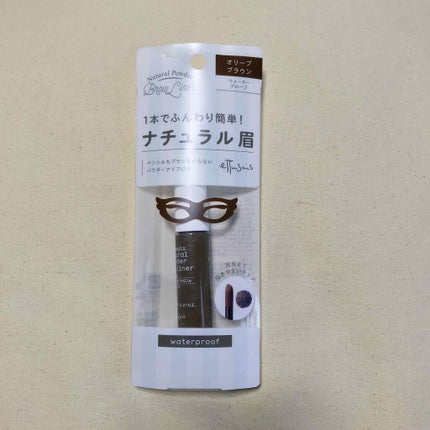 Natural Powder
Brow Liner
オリーブ
ブラウン
ウォーター
プルーフ
1本でふんわり簡単!
ナチュラル眉
ペンシルもブラシもいらない
パウダーアイブロウ
ettusais
waterproof